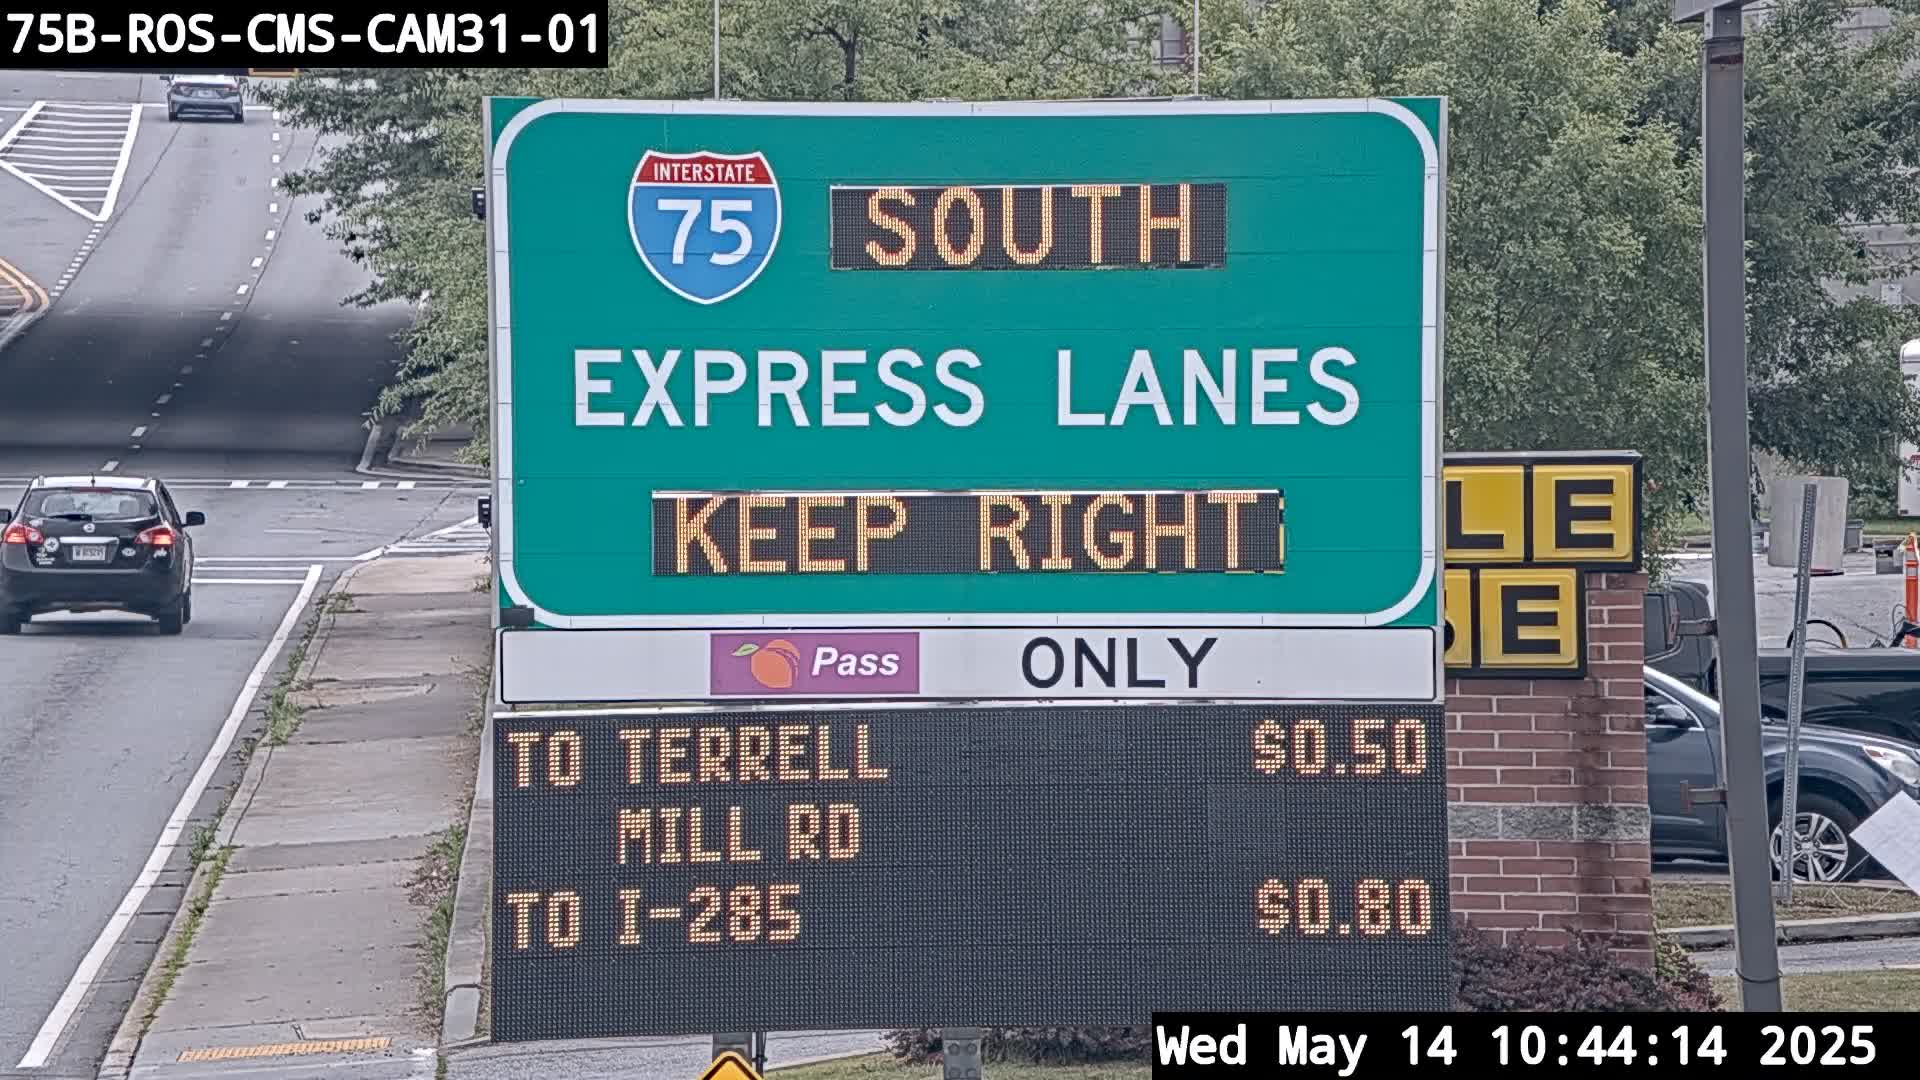 75B-ROS-CMS-CAM31-01
INTERSTATE
75
SOUTH
EXPRESS LANES
KEEP RIGHT
Pass ONLY
LE
E
TO TERRELL $0.50
MILL RD
TO I-285 $0.80
Wed May 14 10:44:14 2025